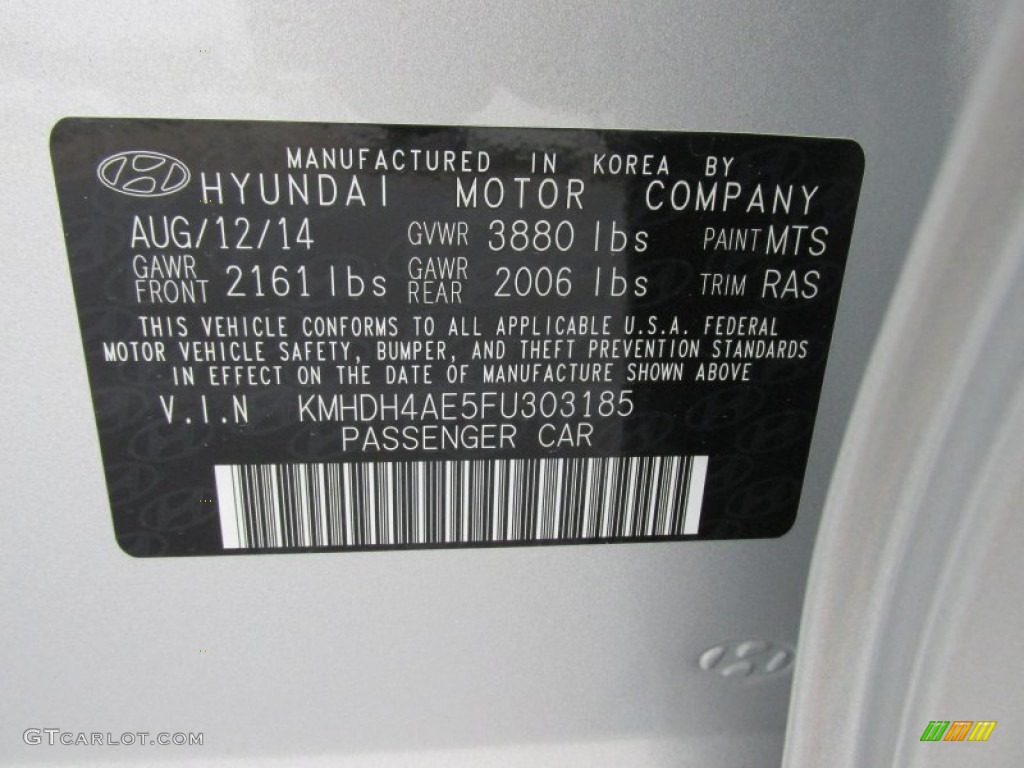 MANUFACTURED IN KOREA BY
HYUNDAI MOTOR COMPANY
AUG/12/14 GVWR 3880 lbs PAINT MTS
GAWR FRONT 2161 lbs GAWR REAR 2006 lbs TRIM RAS
THIS VEHICLE CONFORMS TO ALL APPLICABLE U.S.A. FEDERAL
MOTOR VEHICLE SAFETY, BUMPER, AND THEFT PREVENTION STANDARDS
IN EFFECT ON THE DATE OF MANUFACTURE SHOWN ABOVE
V.I.N KMHDH4AE5FU303185
PASSENGER CAR
GTCARLOT.COM